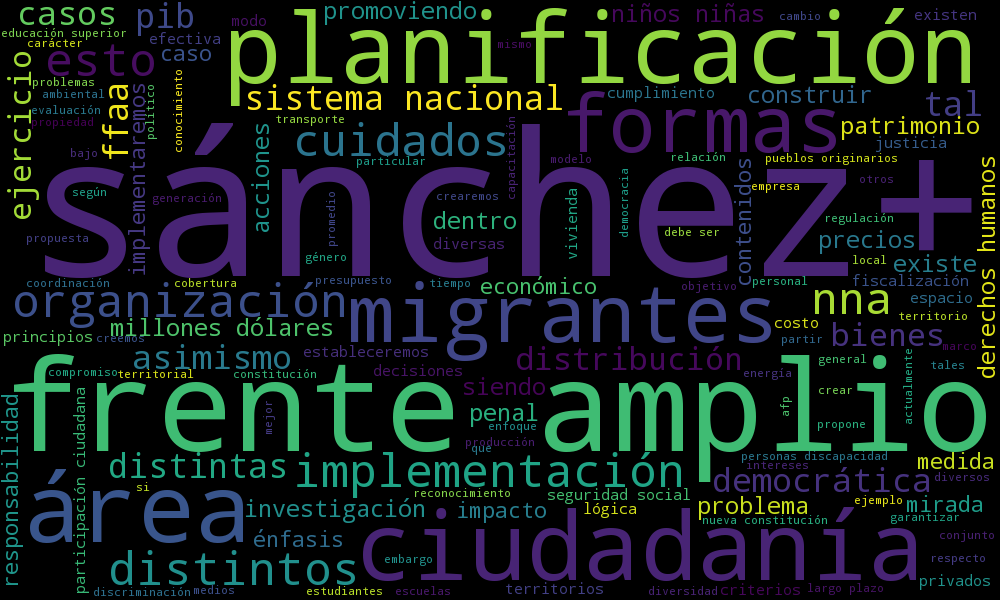 casos
pib
modo
promoviendo
niños niñas
cambio
existen
educación superior
carácter
efectiva
planificación
esto
caso
mismo
ejercicio
problemas
ambiental
evaluación
propiedad
ffaa
implementaremos
político
conocimiento
sistema nacional
cumplimiento
construir
tal
formas
transporte
patrimonio
justicia
cuidados
acciones
capacitación
bajo
particular
modelo
relación
pueblos originarios
sánchez+
según
generación
promedio
crearemos
vivienda
democracia
contenidos
empresa
otros
derechos humanos
dentro
regulación
propuesta
diversas
debe ser
precios
género
local
existe
coordinación
cobertura
presupuesto
tiempo
económico
objetivo
personal
fiscalización
organización
migrantes
nna
espacio
territorio
principios
creemos
millones dólares
costo
partir
bienes
marco
asimismo
estableceremos
distribución
general
actualmente
tales
compromiso
territorial
constitución
decisiones
energía
frente amplio
siendo
crear
afp
responsabilidad
participación ciudadana
mejor
penal
enfoque
propone
producción
que
distintas
implementación
personas discapacidad
intereses
medida
democrática
diversos
área
si
reconocimiento
seguridad social
ejemplo
investigación
impacto
lógica
problema
mirada
nueva constitución
garantizar
ciudadanía
énfasis
conjunto
distintos
embargo
respecto
privados
discriminación
medios
estudiantes
escuelas
territorios
diversidad
criterios
largo plazo